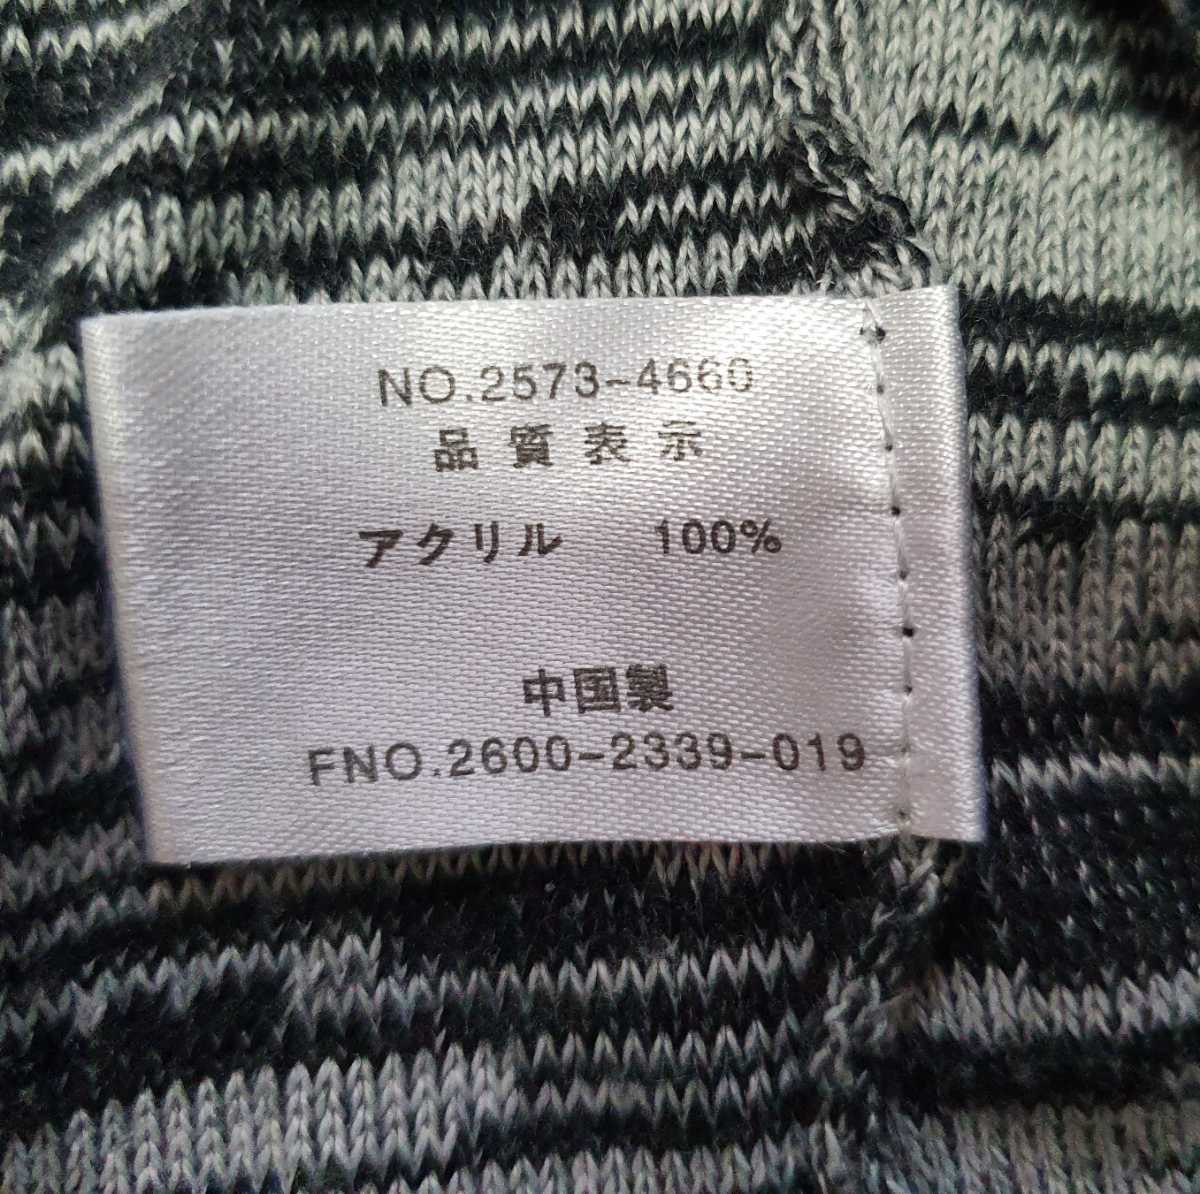 NO.2573-4660
品質表示
アクリル 100%
中国製
FNO.2600-2339-019